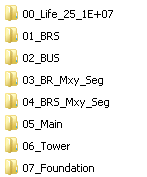 00_Life_25_1E+07
01_BRS
02_BUS
03_BR_Mxy_Seg
04_BRS_Mxy_Seg
05_Main
06_Tower
07_Foundation